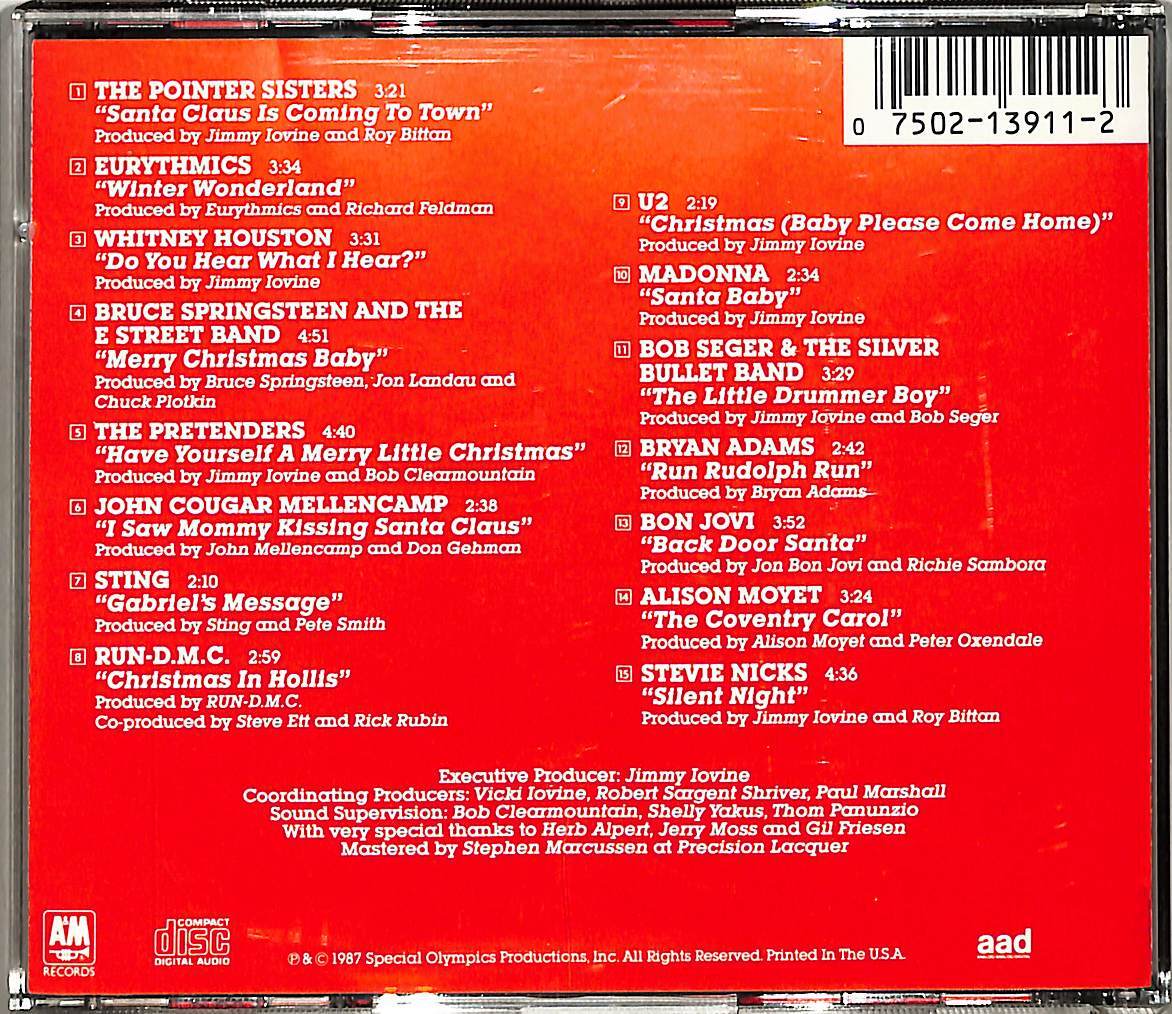 0 7502-13911-2
1 THE POINTER SISTERS 3:21
“Santa Claus Is Coming To Town”
Produced by Jimmy Iovine and Roy Bittan
2 EURYTHMICS 3:34
“Winter Wonderland”
Produced by Eurythmics and Richard Feldman
3 WHITNEY HOUSTON 3:31
“Do You Hear What I Hear?”
Produced by Jimmy Iovine
4 BRUCE SPRINGSTEEN AND THE
E STREET BAND 4:51
“Merry Christmas Baby”
Produced by Bruce Springsteen, Jon Landau and
Chuck Plotkin
5 THE PRETENDERS 4:40
“Have Yourself A Merry Little Christmas”
Produced by Jimmy Iovine and Bob Clearmountain
6 JOHN COUGAR MELLENCAMP 2:38
“I Saw Mommy Kissing Santa Claus”
Produced by John Mellencamp and Don Gehman
7 STING 2:10
“Gabriel's Message”
Produced by Sting and Pete Smith
8 RUN-D.M.C. 2:59
“Christmas In Hollis”
Produced by RUN-D.M.C.
Co-produced by Steve Ett and Rick Rubin
9 U2 2:19
“Christmas (Baby Please Come Home)”
Produced by Jimmy Iovine
10 MADONNA 2:34
“Santa Baby”
Produced by Jimmy Iovine
11 BOB SEGER & THE SILVER
BULLET BAND 3:29
“The Little Drummer Boy”
Produced by Jimmy Iovine and Bob Seger
12 BRYAN ADAMS 2:42
“Run Rudolph Run”
Produced by Bryan Adams
13 BON JOVI 3:52
“Back Door Santa”
Produced by Jon Bon Jovi and Richie Sambora
14 ALISON MOYET 3:24
“The Coventry Carol”
Produced by Alison Moyet and Peter Oxendale
15 STEVIE NICKS 4:36
“Silent Night”
Produced by Jimmy Iovine and Roy Bittan
Executive Producer: Jimmy Iovine
Coordinating Producers: Vicki Iovine, Robert Sargent Shriver, Paul Marshall
Sound Supervision: Bob Clearmountain, Shelly Yakus, Thom Panunzio
With very special thanks to Herb Alpert, Jerry Moss and Gil Friesen
Mastered by Stephen Marcussen at Precision Lacquer
A&M
RECORDS
COMPACT
disc
DIGITAL AUDIO
℗ & © 1987 Special Olympics Productions, Inc. All Rights Reserved. Printed In The U.S.A.
aad